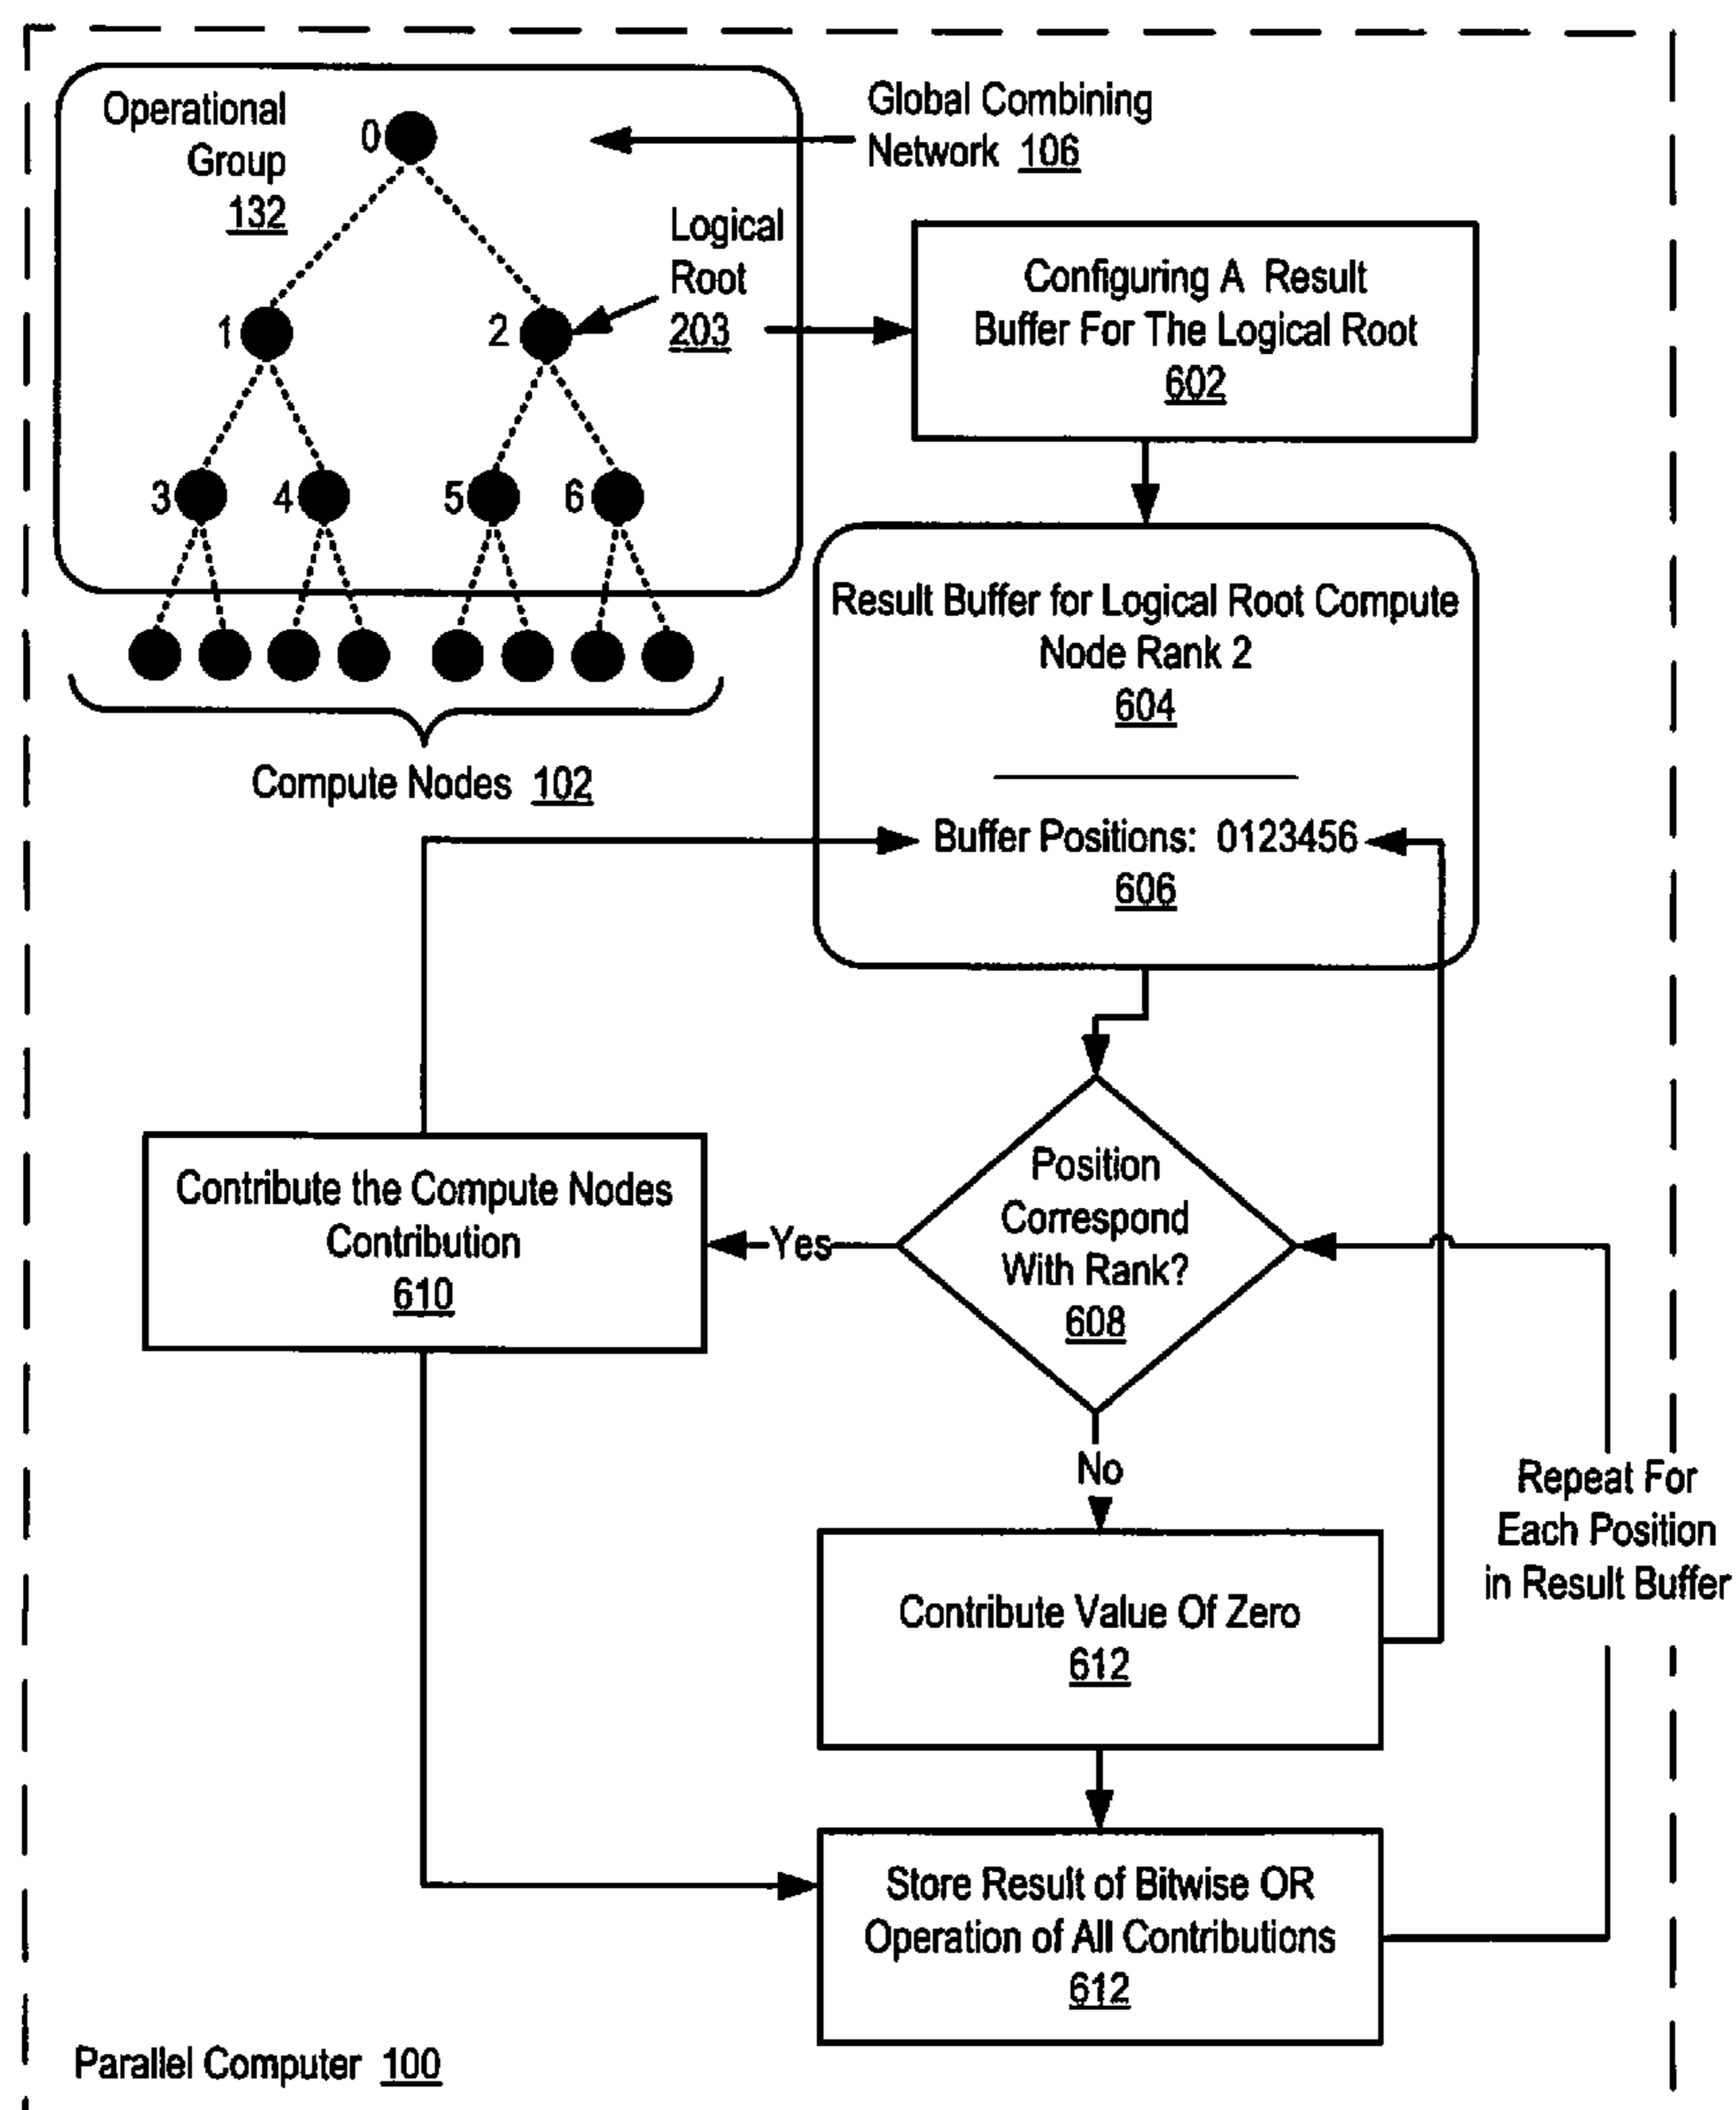 Operational
Group
132
0
Global Combining
Network 106
Logical
Root
203
1
2
Configuring A Result
Buffer For The Logical Root
602
3
4
5
6
Result Buffer for Logical Root Compute
Node Rank 2
604
Compute Nodes 102
Buffer Positions: 0123456
606
Position
Correspond
With Rank?
608
Contribute the Compute Nodes
Contribution
610
Yes
No
Repeat For
Each Position
in Result Buffer
Contribute Value Of Zero
612
Store Result of Bitwise OR
Operation of All Contributions
612
Parallel Computer 100